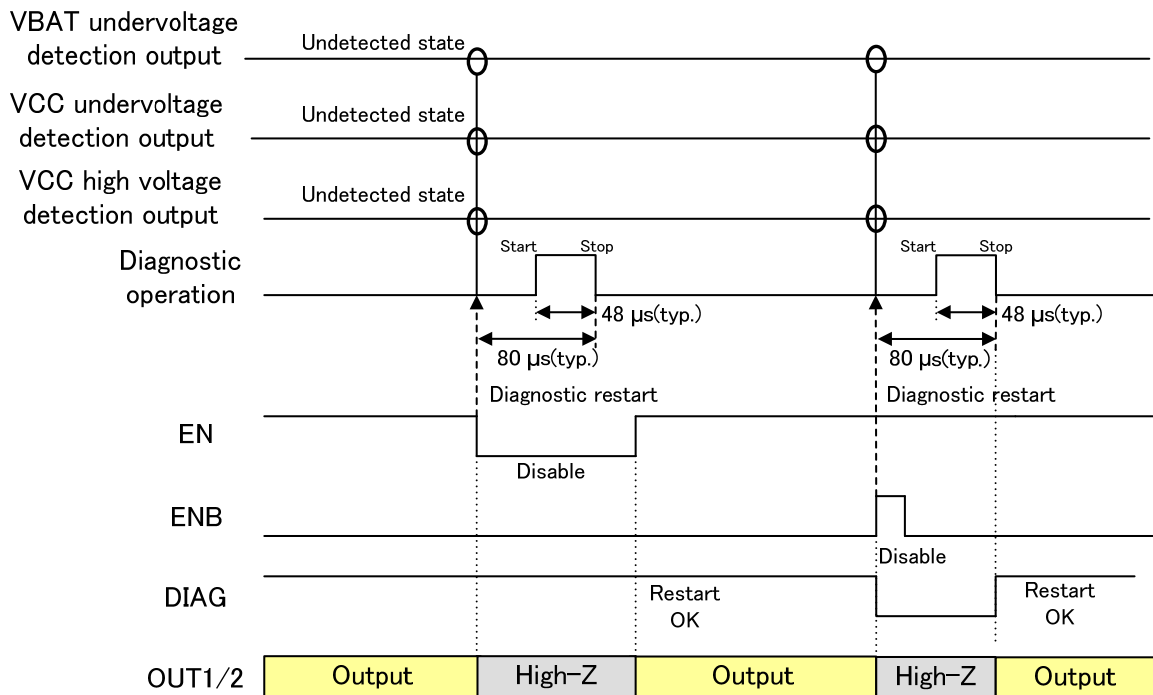 VBAT undervoltage
detection output
Undetected state
VCC undervoltage
detection output
Undetected state
VCC high voltage
detection output
Undetected state
Diagnostic
operation
Start
Stop
Start
Stop
48 μs(typ.)
48 μs(typ.)
80 μs(typ.)
80 μs(typ.)
Diagnostic restart
Diagnostic restart
EN
Disable
ENB
Disable
DIAG
Restart
OK
Restart
OK
OUT1/2
Output
High-Z
Output
High-Z
Output